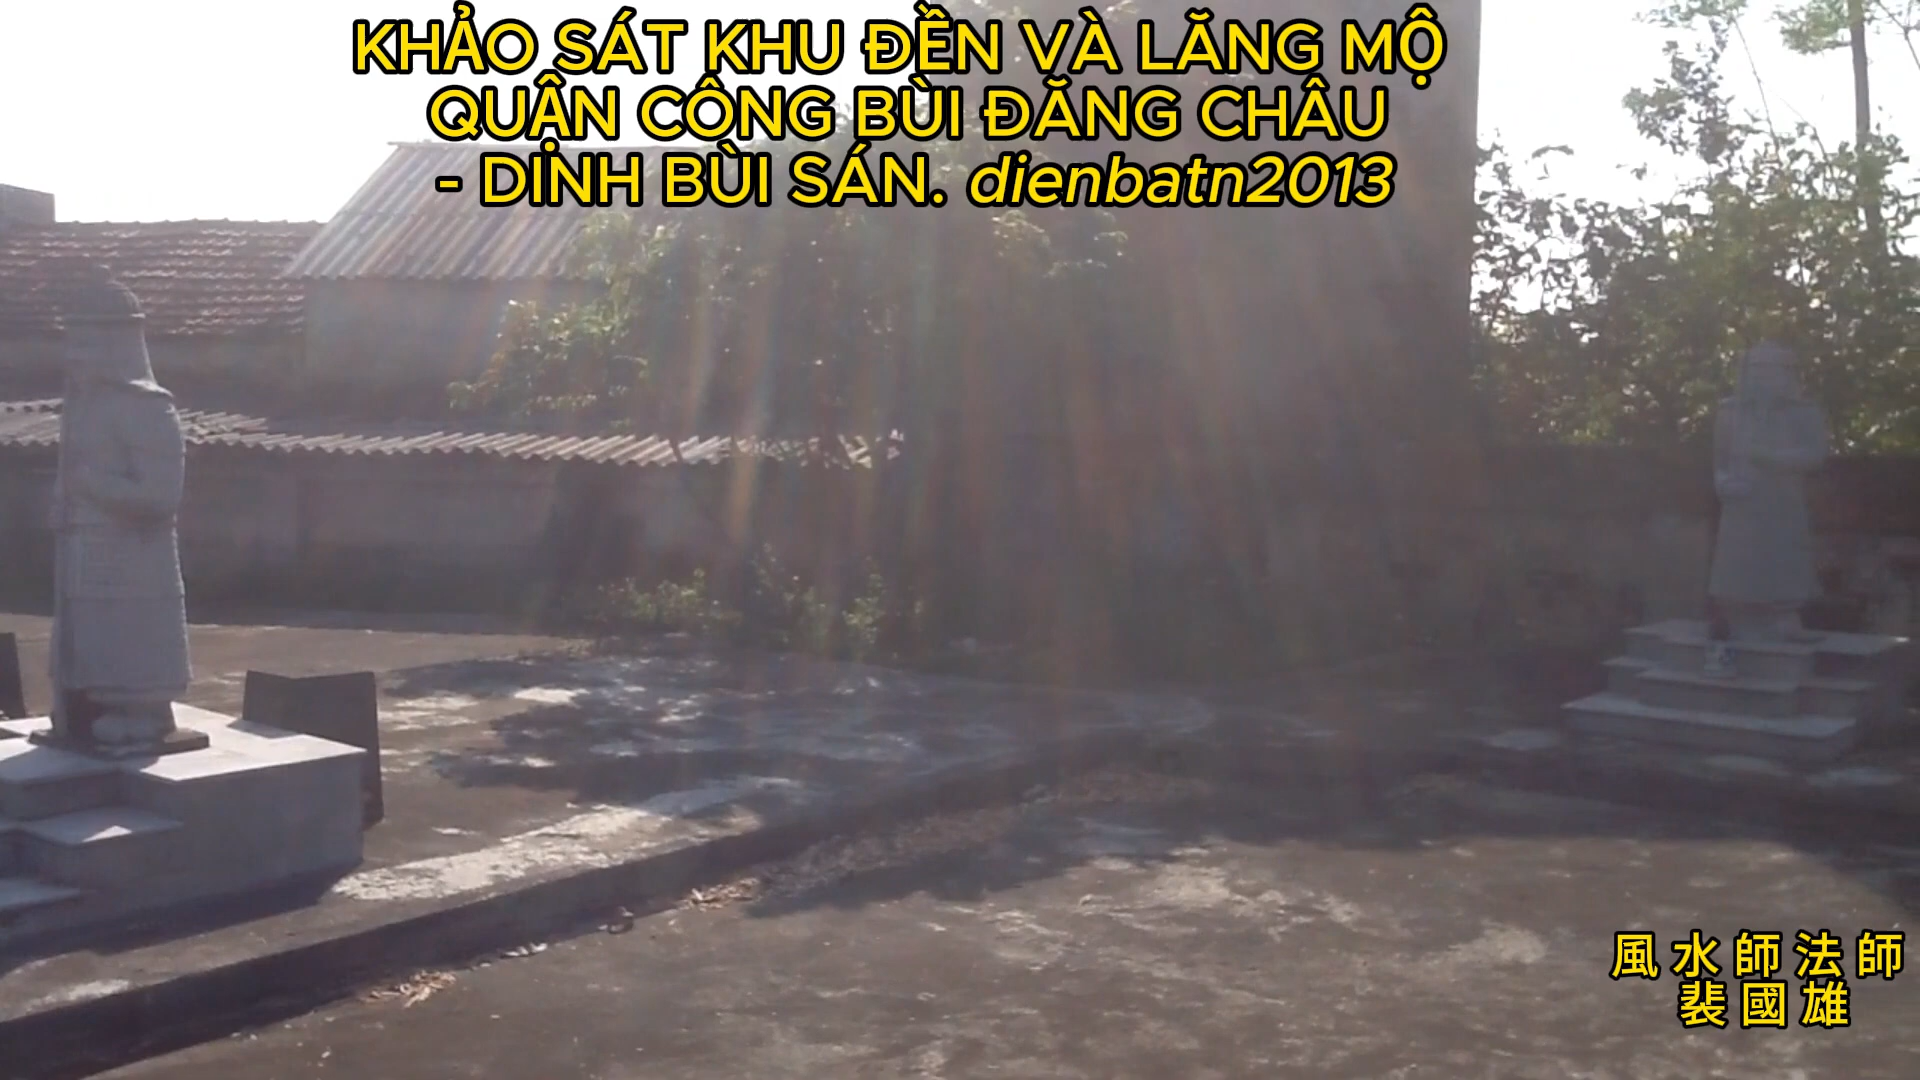 KHẢO SÁT KHU ĐỀN VÀ LĂNG MỘ
QUẬN CÔNG BÙI ĐĂNG CHÂU
- DINH BÙI SÁN. dienbatn2013
風水師法師
裴國雄